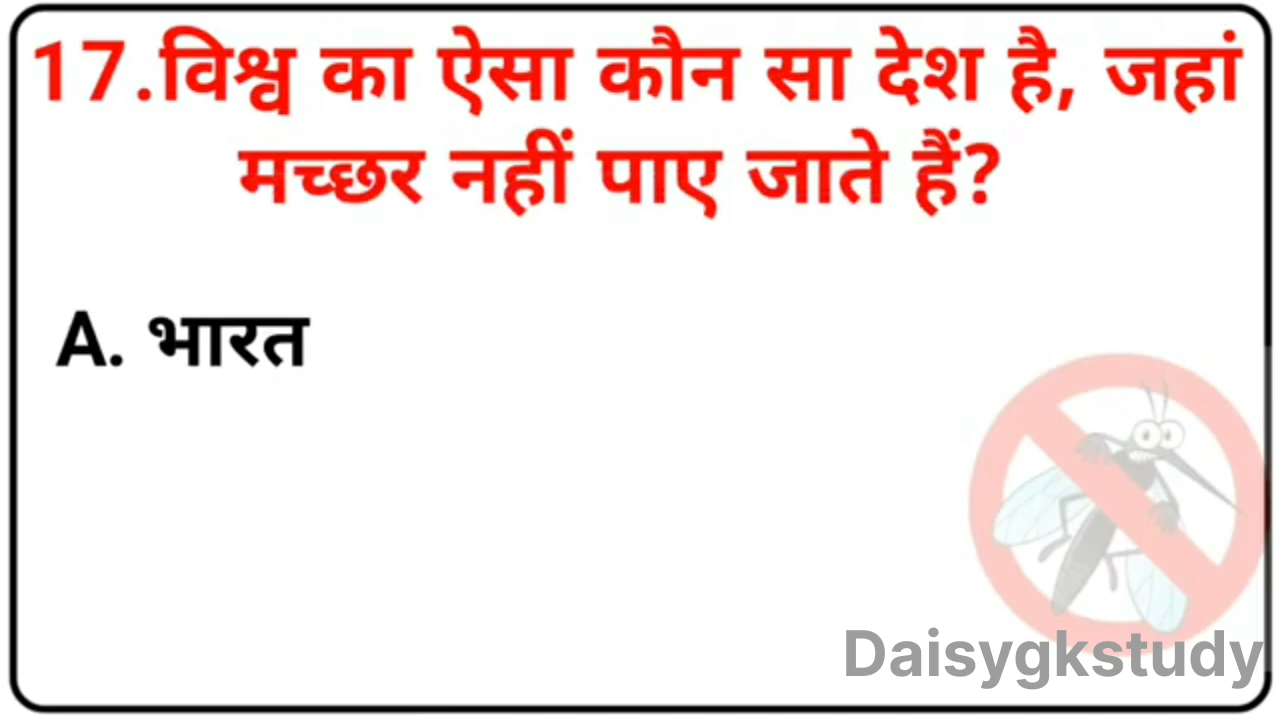 17.विश्व का ऐसा कौन सा देश है, जहां
मच्छर नहीं पाए जाते हैं?
A. भारत
Daisygkstudy